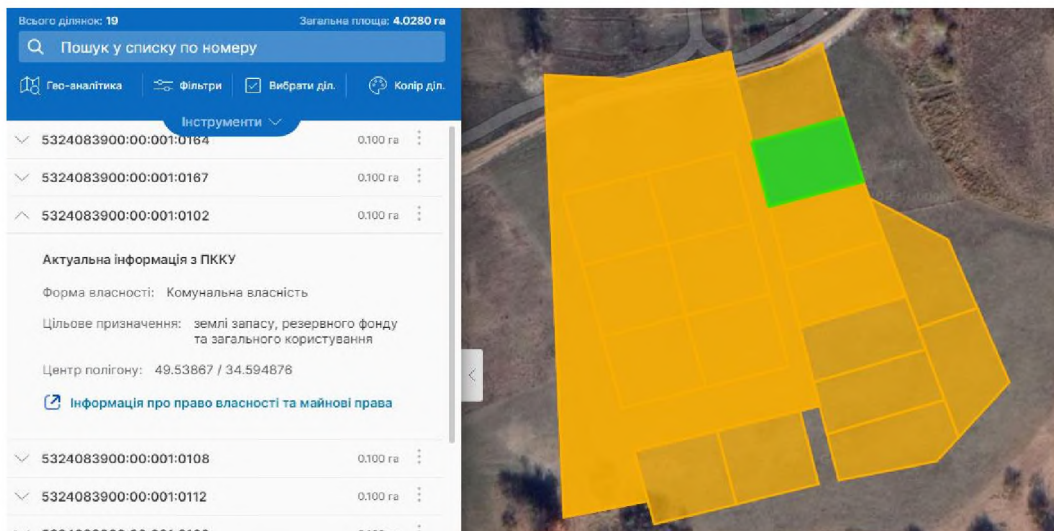 Всього ділянок: 19
Загальна площа: 4.0280 га
Пошук у списку по номеру
Гео-аналітика
Фільтри
Вибрати діл.
Колір діл.
Інструменти
5324083900:00:001:0164 0.100 га
5324083900:00:001:0167 0.100 га
5324083900:00:001:0102 0.100 га
Актуальна інформація з ПККУ
Форма власності: Комунальна власність
Цільове призначення: землі запасу, резервного фонду
та загального користування
Центр полігону: 49.53867 / 34.594876
Інформація про право власності та майнові права
5324083900:00:001:0108 0.100 га
5324083900:00:001:0112 0.100 га